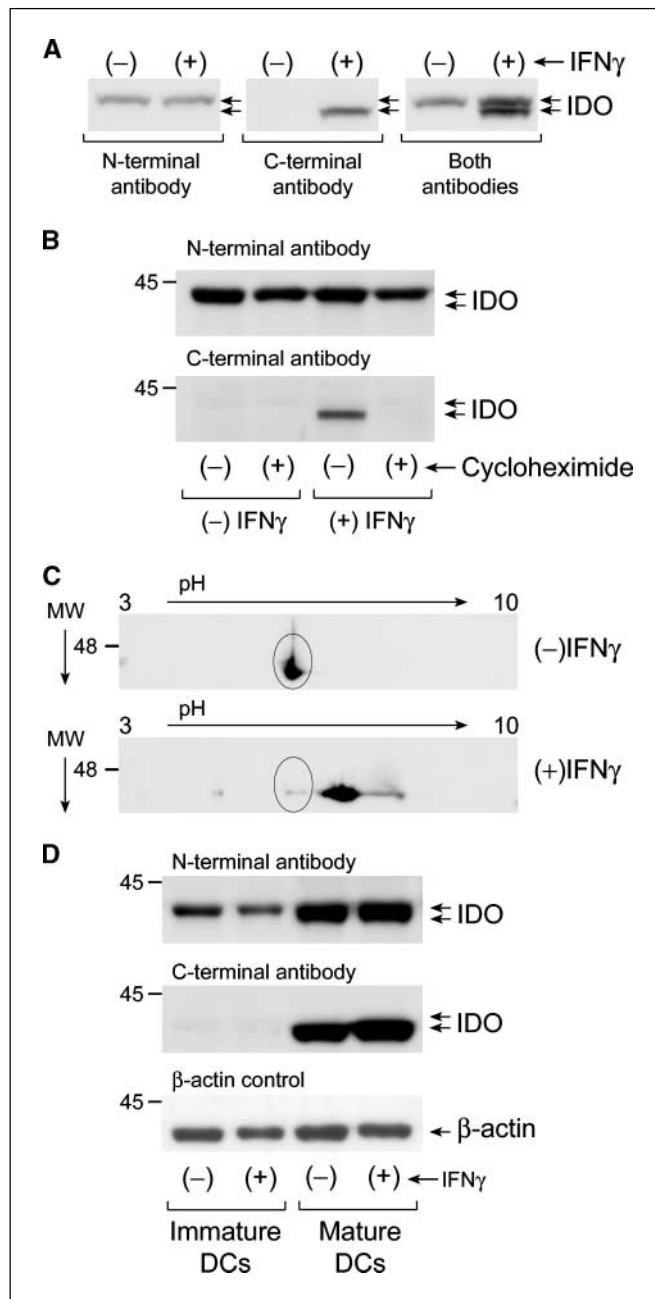 A
(–) (+) (–) (+) (–) (+) ← IFNγ
IDO
N-terminal antibody C-terminal antibody Both antibodies
B
N-terminal antibody
45
IDO
C-terminal antibody
45
IDO
(–) (+) (–) (+) ← Cycloheximide
(–) IFNγ (+) IFNγ
C
3 pH 10
MW
48
(–)IFNγ
3 pH 10
MW
48
(+)IFNγ
D
N-terminal antibody
45
IDO
C-terminal antibody
45
IDO
β-actin control
45
β-actin
(–) (+) (–) (+) ← IFNγ
Immature DCs Mature DCs